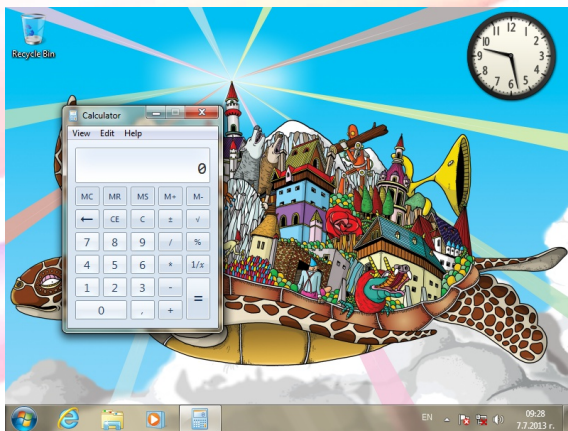 Recycle Bin
12
11
1
10
2
9
3
8
4
7
5
6
Calculator
View Edit Help
0
MC MR MS M+ M-
← CE C ± √
7 8 9 / %
4 5 6 * 1/x
1 2 3 - =
0 , +
EN
09:28
7.7.2013 г.